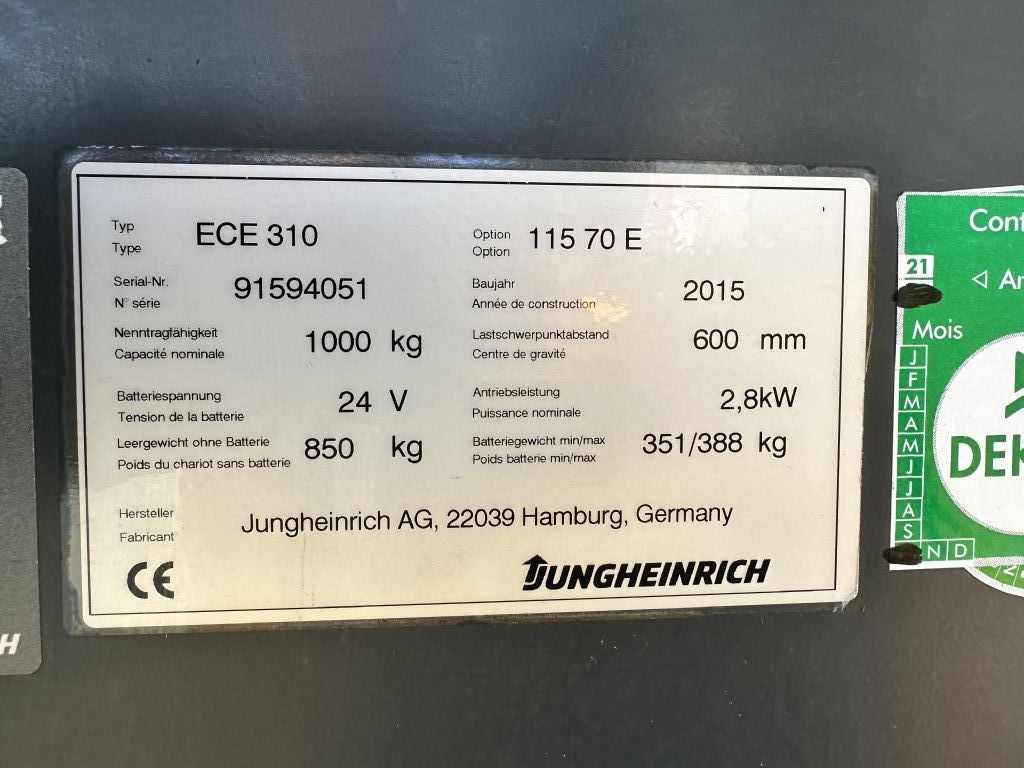 Typ
Type
ECE 310
Option
Option
115 70 E
Serial-Nr.
N° série
91594051
Baujahr
Année de construction
2015
Nenntragfähigkeit
Capacité nominale
1000 kg
Lastschwerpunktabstand
Centre de gravité
600 mm
Batteriespannung
Tension de la batterie
24 V
Antriebsleistung
Puissance nominale
2,8kW
Leergewicht ohne Batterie
Poids du chariot sans batterie
850 kg
Batteriegewicht min/max
Poids batterie min/max
351/388 kg
Hersteller
Fabricant
Jungheinrich AG, 22039 Hamburg, Germany
CE
JUNGHEINRICH
H
Cont
21
Mois
J
F
M
A
M
J
J
A
S
N D
DEK